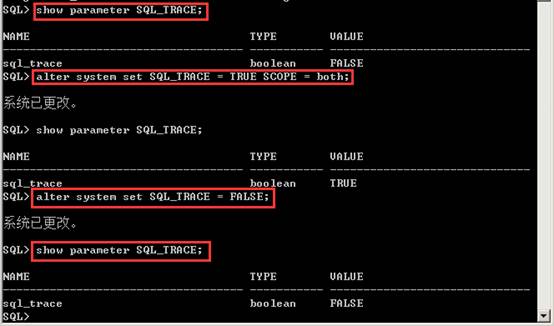 SQL> show parameter SQL_TRACE;
NAME TYPE VALUE
------------------------------------ ----------- ------------------------------
sql_trace boolean FALSE
SQL> alter system set SQL_TRACE = TRUE SCOPE = both;
系统已更改。
SQL> show parameter SQL_TRACE;
NAME TYPE VALUE
------------------------------------ ----------- ------------------------------
sql_trace boolean TRUE
SQL> alter system set SQL_TRACE = FALSE;
系统已更改。
SQL> show parameter SQL_TRACE;
NAME TYPE VALUE
------------------------------------ ----------- ------------------------------
sql_trace boolean FALSE
SQL>